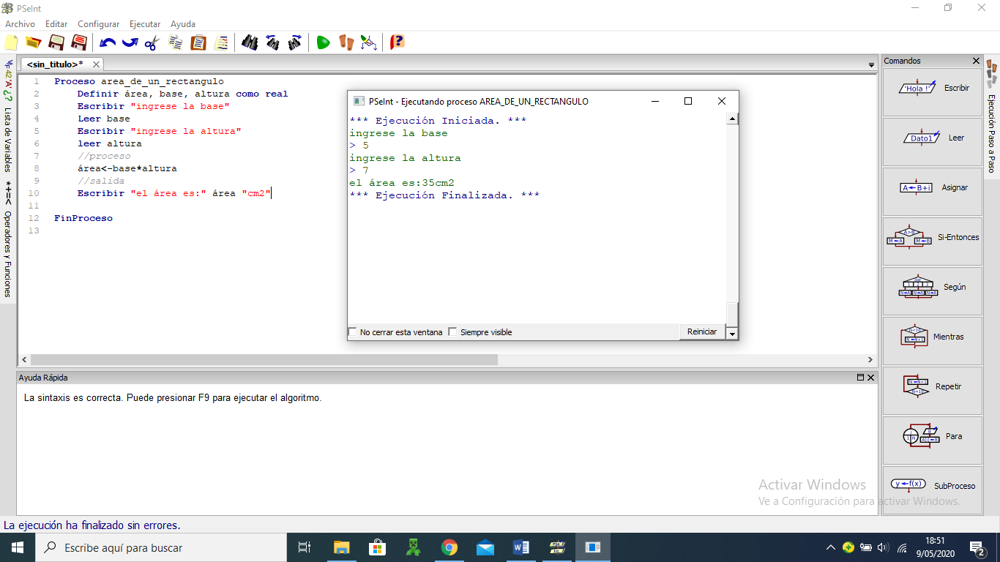 PSeInt
Archivo Editar Configurar Ejecutar Ayuda
<sin_titulo>*
1 Proceso area_de_un_rectangulo
2 Definir área, base, altura como real
3 Escribir "ingrese la base"
4 Leer base
5 Escribir "ingrese la altura"
6 leer altura
7 //proceso
8 área<-base*altura
9 //salida
10 Escribir "el área es:" área "cm2"
11
12 FinProceso
13
Lista de Variables
Operadores y Funciones
PSeInt - Ejecutando proceso AREA_DE_UN_RECTANGULO
*** Ejecución Iniciada. ***
ingrese la base
> 5
ingrese la altura
> 7
el área es:35cm2
*** Ejecución Finalizada. ***
No cerrar esta ventana Siempre visible Reiniciar
Comandos
'Hola !' Escribir
Dato1 Leer
A←B+i Asignar
A>B M←A M←B Si-Entonces
Según
Mientras
Repetir
Para
y←f(x) SubProceso
Ejecución Paso a Paso
Ayuda Rápida
La sintaxis es correcta. Puede presionar F9 para ejecutar el algoritmo.
Activar Windows
Ve a Configuración para activar Windows.
La ejecución ha finalizado sin errores.
Escribe aquí para buscar
18:51
9/05/2020
2